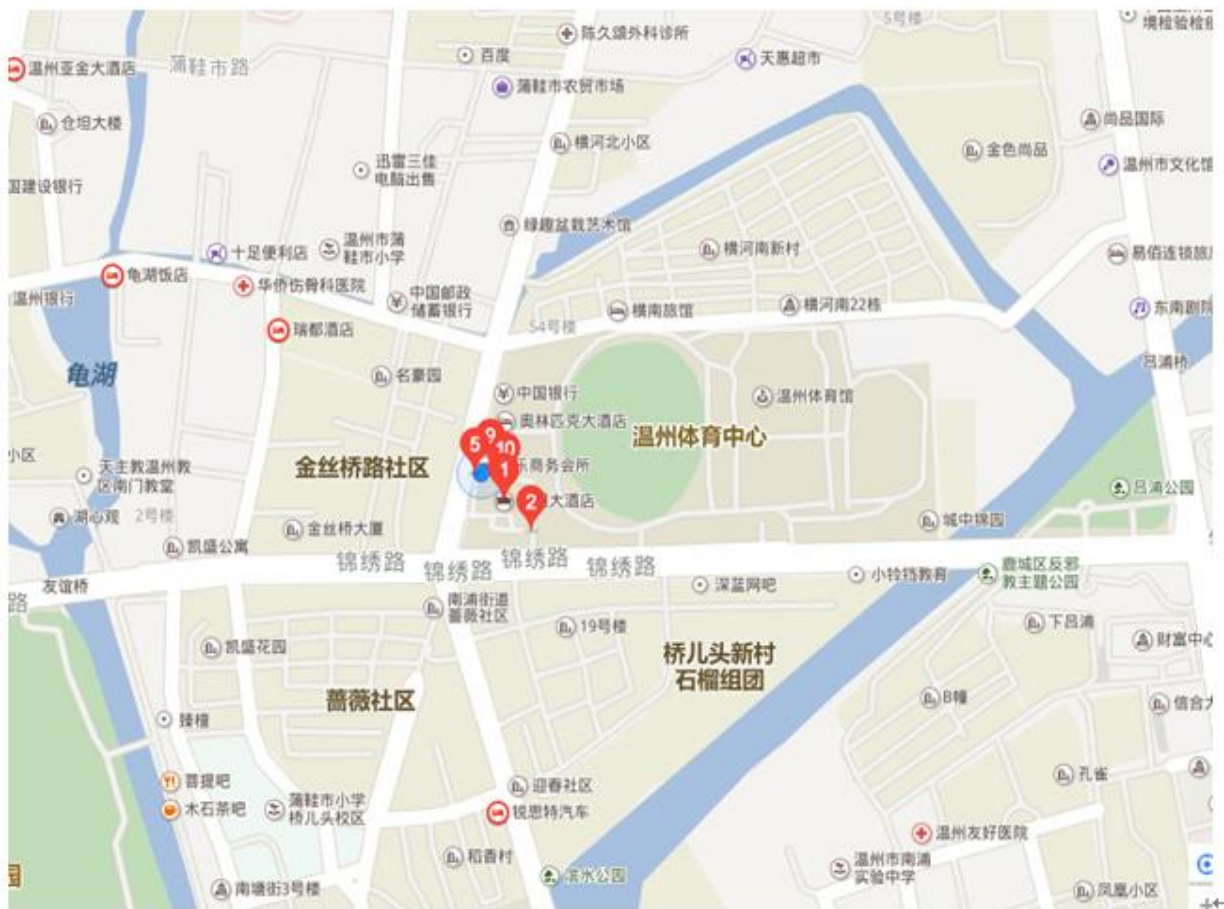 陈久颂外科诊所
5号楼
境检验检
百度
天惠超市
温州亚金大酒店
蒲鞋市路
蒲鞋市农贸市场
仓坦大楼
尚品国际
横河北小区
金色尚品
迅雷三佳
电脑出售
温州市文化馆
国建设银行
绿趣盆栽艺术馆
温州市蒲
鞋市小学
十足便利店
横河南新村
易佰连锁旅
龟湖饭店
华侨伤骨科医院
中国邮政
储蓄银行
温州银行
横南旅馆
横河南22栋
东南剧院
54号楼
瑞都酒店
吕浦桥
龟湖
名豪园
中国银行
温州体育馆
奥林匹克大酒店
9
5
10
温州体育中心
小区
金丝桥路社区
乐商务会所
1
天主教温州教
区南门教堂
吕浦公园
2
大酒店
湖心观
2号楼
金丝桥大厦
城中锦园
凯盛公寓
锦绣路
锦绣路
锦绣路
锦绣路
鹿城区反邪
教主题公园
友谊桥
深蓝网吧
小铃铛教育
路
南浦街道
蔷薇社区
19号楼
下吕浦
凯盛花园
桥儿头新村
石榴组团
财富中心
蔷薇社区
B幢
信合大
臻檀
菩提吧
迎春社区
孔雀
木石茶吧
蒲鞋市小学
桥儿头校区
锐思特汽车
温州友好医院
稻香村
温州市南浦
实验中学
园
南塘街3号楼
滨水公园
凤凰小区